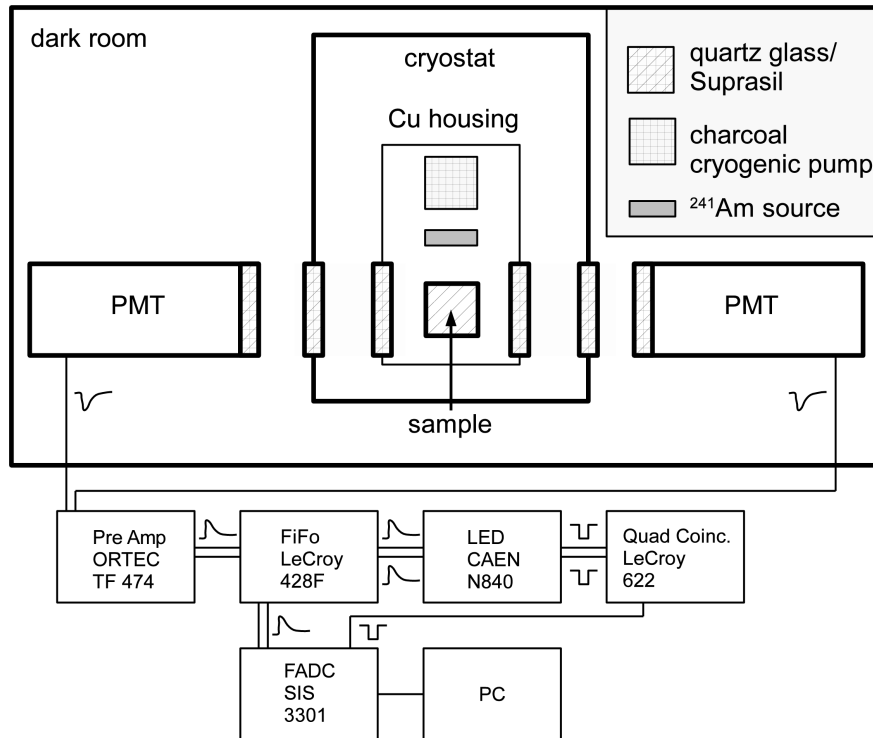 dark room
cryostat
Cu housing
quartz glass/
Suprasil
charcoal
cryogenic pump
²⁴¹Am source
PMT
PMT
sample
Pre Amp
ORTEC
TF 474
FiFo
LeCroy
428F
LED
CAEN
N840
Quad Coinc.
LeCroy
622
FADC
SIS
3301
PC